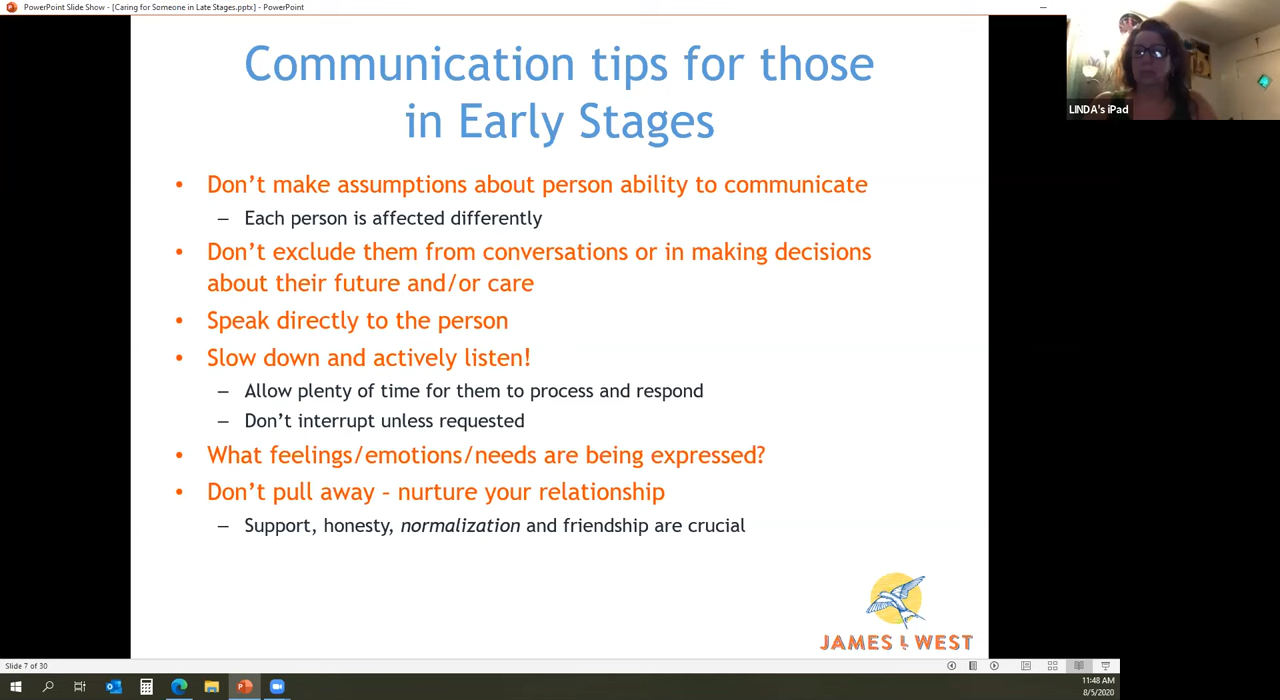 PowerPoint Slide Show - [Caring for Someone in Late Stages.pptx] - PowerPoint
Communication tips for those
in Early Stages
• Don't make assumptions about person ability to communicate
– Each person is affected differently
• Don't exclude them from conversations or in making decisions
about their future and/or care
• Speak directly to the person
• Slow down and actively listen!
– Allow plenty of time for them to process and respond
– Don't interrupt unless requested
• What feelings/emotions/needs are being expressed?
• Don't pull away – nurture your relationship
– Support, honesty, normalization and friendship are crucial
JAMES L WEST
LINDA's iPad
Slide 7 of 30
11:48 AM
8/5/2020